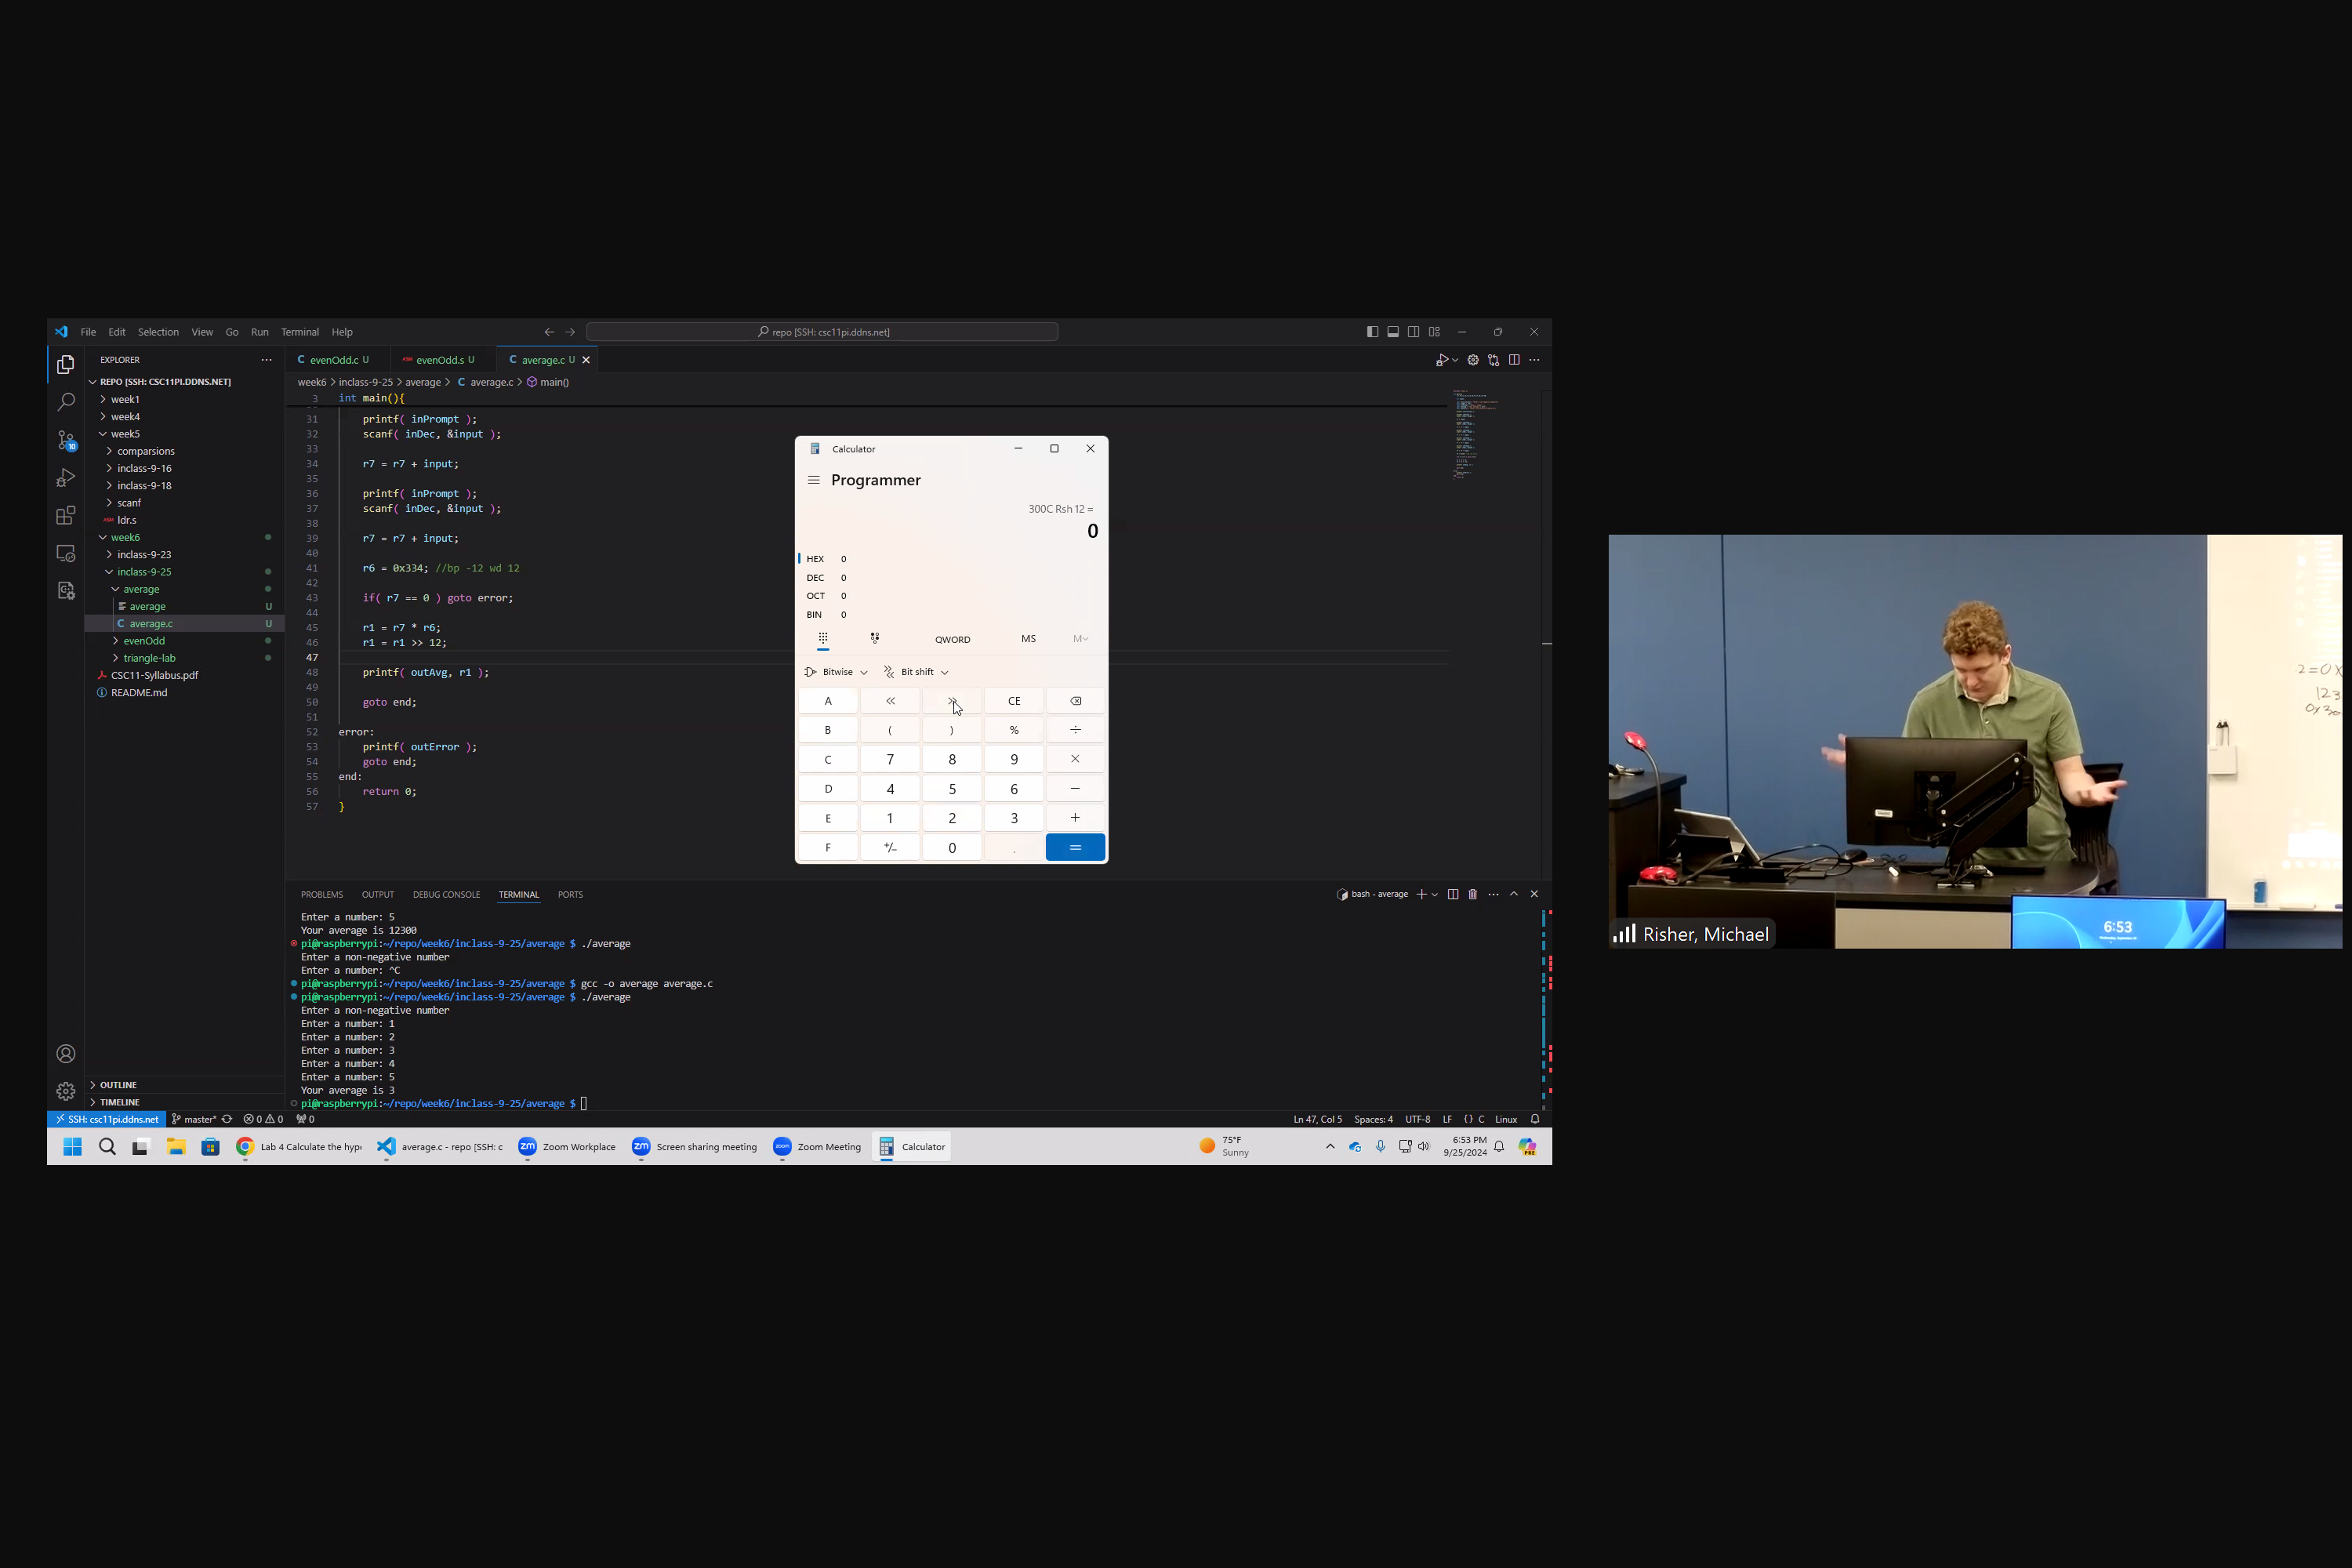 File Edit Selection View Go Run Terminal Help
repo [SSH: csc11pi.ddns.net]
EXPLORER
REPO [SSH: CSC11PI.DDNS.NET]
week1
week4
week5
comparsions
inclass-9-16
inclass-9-18
scanf
ASM ldr.s
week6
inclass-9-23
inclass-9-25
average
average U
C average.c U
evenOdd
triangle-lab
CSC11-Syllabus.pdf
README.md
OUTLINE
TIMELINE
C evenOdd.c U
ASM evenOdd.s U
C average.c U
week6 > inclass-9-25 > average > C average.c > main()
3 int main(){
31 printf( inPrompt );
32 scanf( inDec, &input );
33
34 r7 = r7 + input;
35
36 printf( inPrompt );
37 scanf( inDec, &input );
38
39 r7 = r7 + input;
40
41 r6 = 0x334; //bp -12 wd 12
42
43 if( r7 == 0 ) goto error;
44
45 r1 = r7 * r6;
46 r1 = r1 >> 12;
47
48 printf( outAvg, r1 );
49
50 goto end;
51
52 error:
53 printf( outError );
54 goto end;
55 end:
56 return 0;
57 }
Calculator
Programmer
300C Rsh 12 =
0
HEX 0
DEC 0
OCT 0
BIN 0
QWORD MS M
Bitwise Bit shift
A << >> CE
B ( ) % ÷
C 7 8 9 ×
D 4 5 6 −
E 1 2 3 +
F +/− 0 . =
PROBLEMS OUTPUT DEBUG CONSOLE TERMINAL PORTS
bash - average
Enter a number: 5
Your average is 12300
pi@raspberrypi:~/repo/week6/inclass-9-25/average $ ./average
Enter a non-negative number
Enter a number: ^C
pi@raspberrypi:~/repo/week6/inclass-9-25/average $ gcc -o average average.c
pi@raspberrypi:~/repo/week6/inclass-9-25/average $ ./average
Enter a non-negative number
Enter a number: 1
Enter a number: 2
Enter a number: 3
Enter a number: 4
Enter a number: 5
Your average is 3
pi@raspberrypi:~/repo/week6/inclass-9-25/average $
SSH: csc11pi.ddns.net master* 0 0 0
Ln 47, Col 5 Spaces: 4 UTF-8 LF {} C Linux
Lab 4 Calculate the hyp
average.c - repo [SSH: c
Zoom Workplace
Screen sharing meeting
Zoom Meeting
Calculator
75°F
Sunny
6:53 PM
9/25/2024
2=0x
123
6:53
Risher, Michael